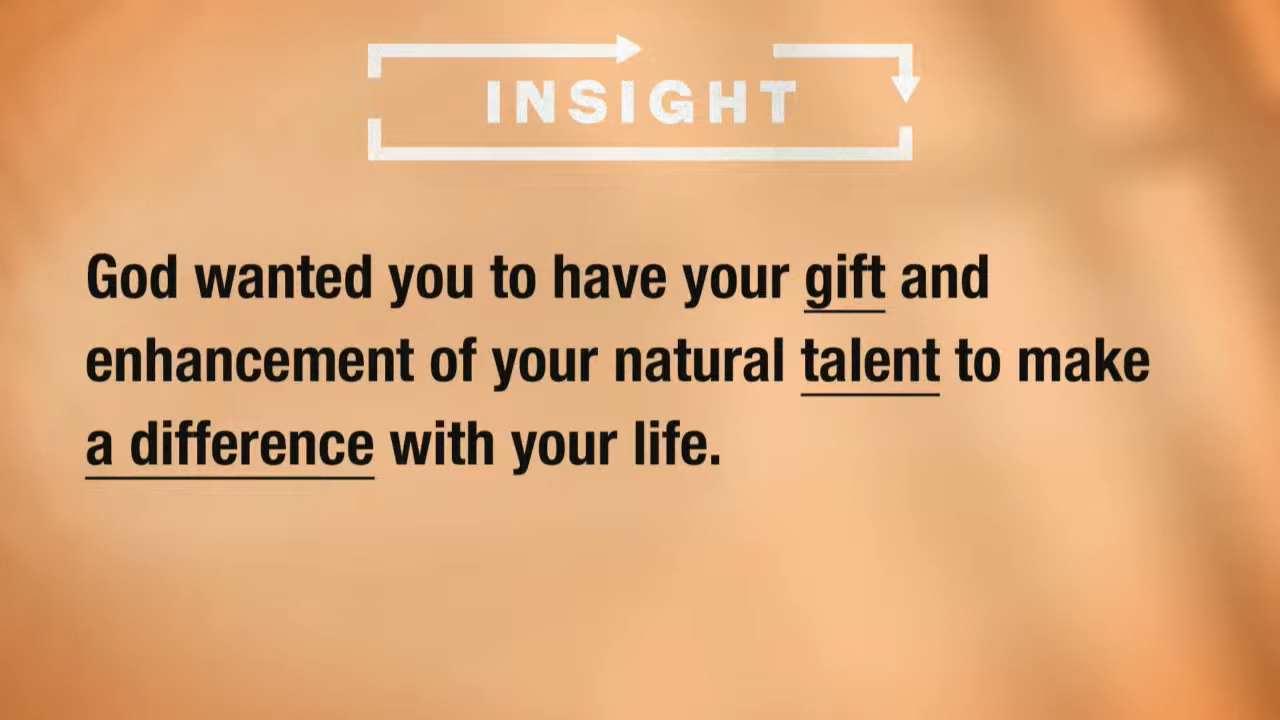 INSIGHT
God wanted you to have your gift and
enhancement of your natural talent to make
a difference with your life.